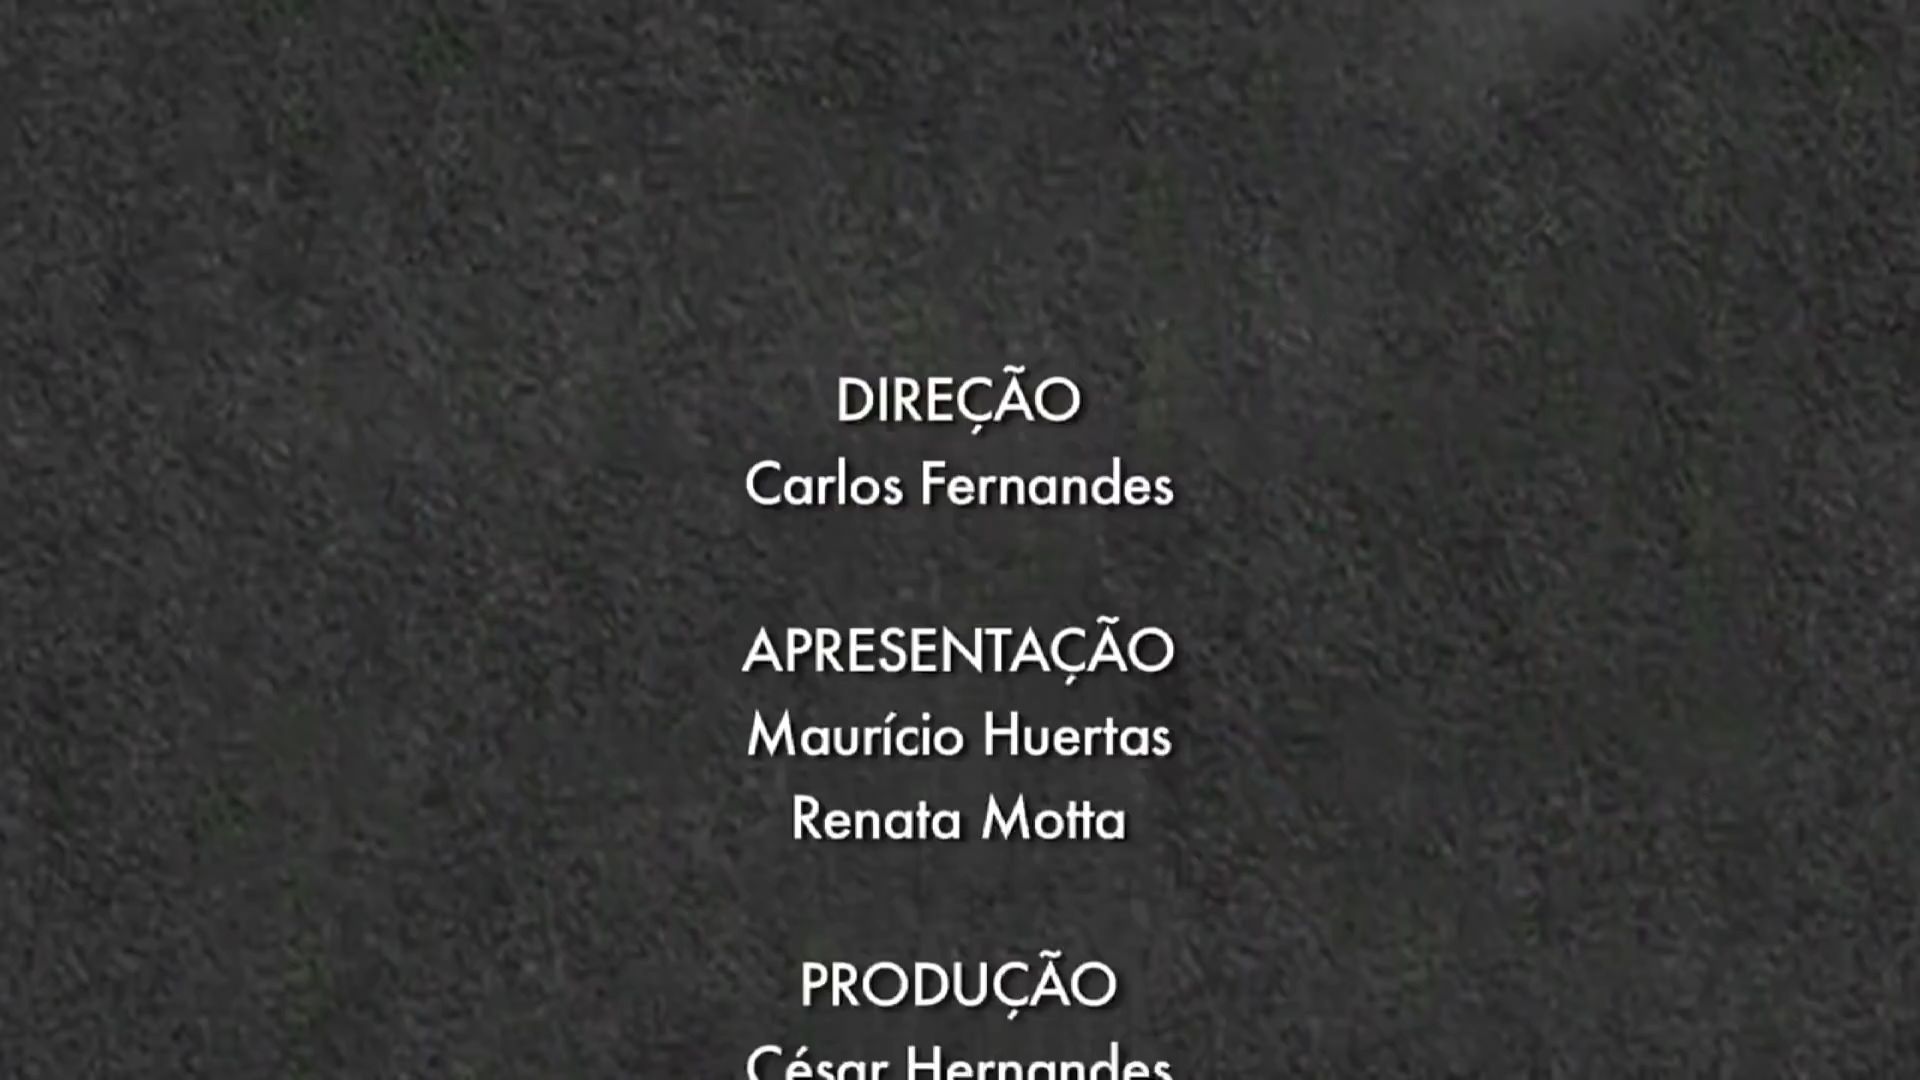 DIREÇÃO
Carlos Fernandes
APRESENTAÇÃO
Maurício Huertas
Renata Motta
PRODUÇÃO
César Hernandes